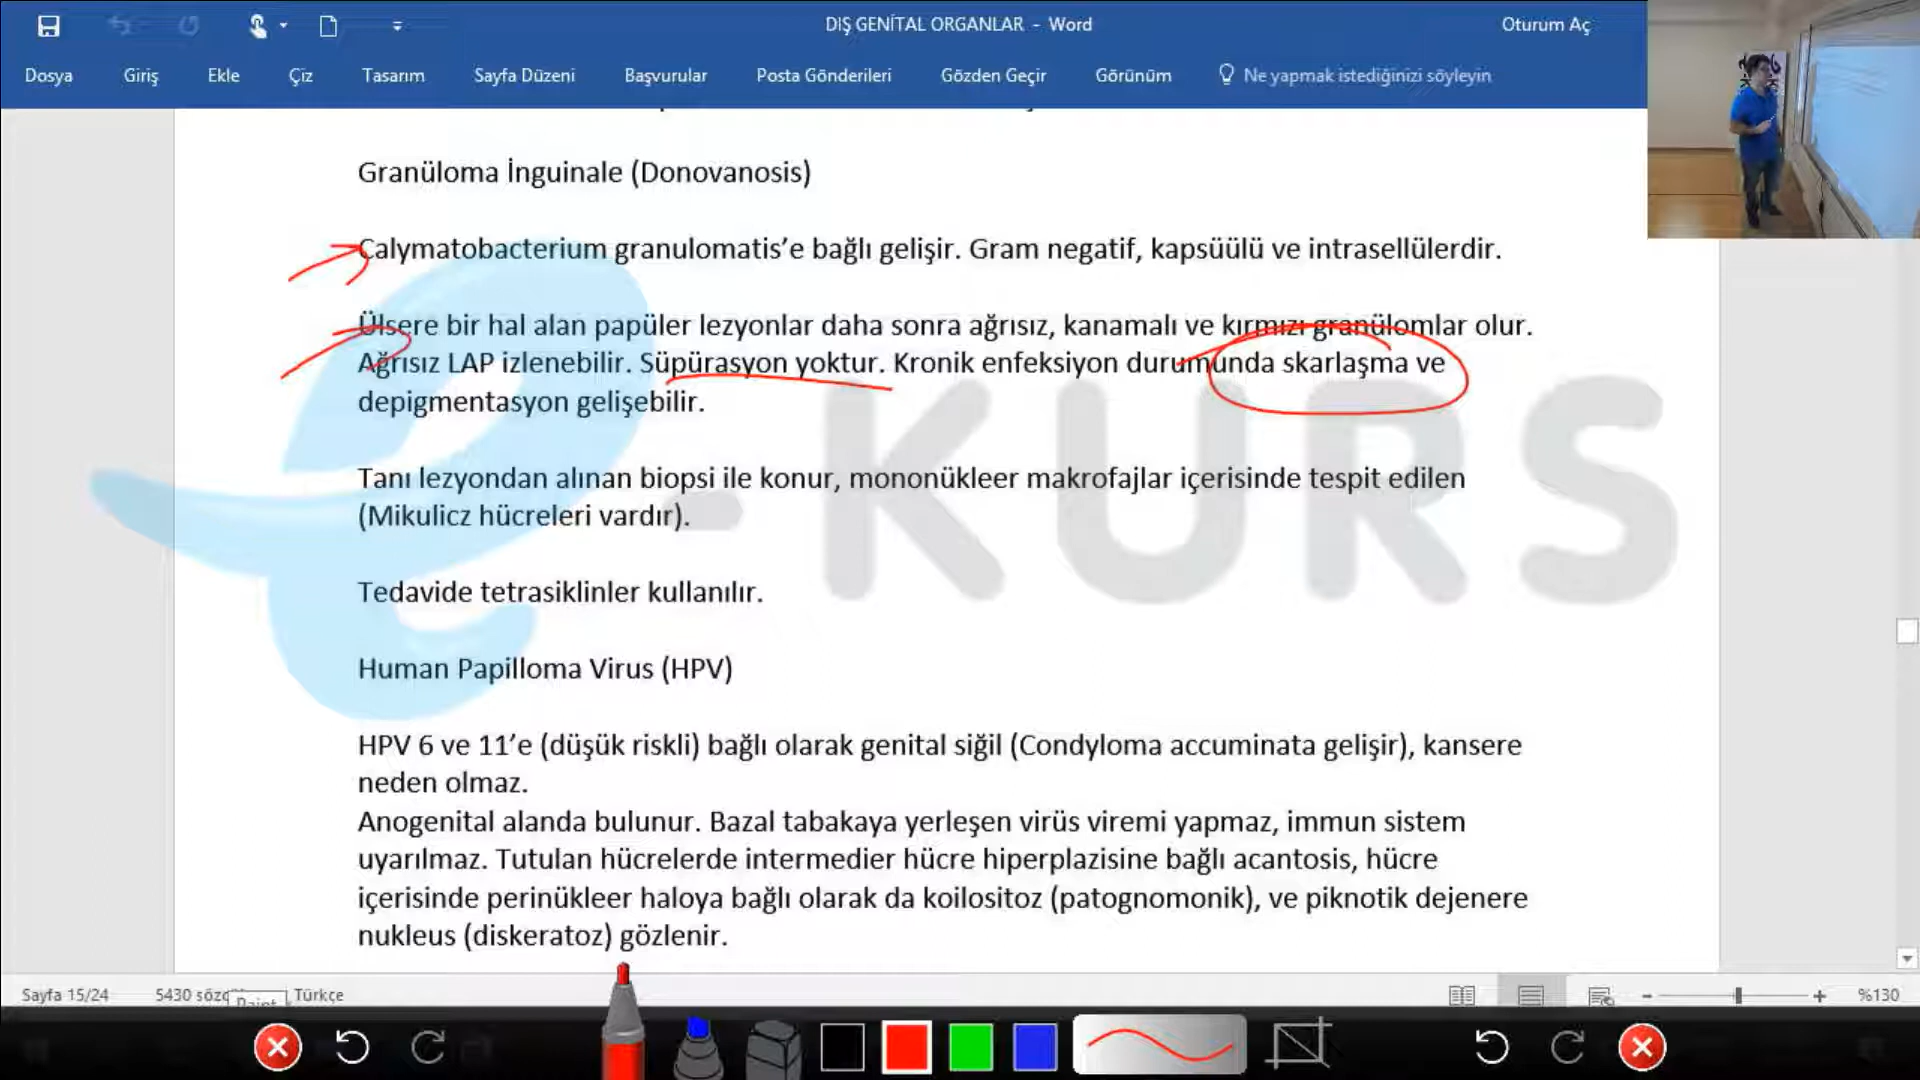 DIŞ GENİTAL ORGANLAR - Word
Oturum Aç
Dosya Giriş Ekle Çiz Tasarım Sayfa Düzeni Başvurular Posta Gönderileri Gözden Geçir Görünüm Ne yapmak istediğinizi söyleyin
Granüloma İnguinale (Donovanosis)
Calymatobacterium granulomatis’e bağlı gelişir. Gram negatif, kapsüülü ve intrasellülerdir.
Ülsere bir hal alan papüler lezyonlar daha sonra ağrısız, kanamalı ve kırmızı granülomlar olur.
Ağrısız LAP izlenebilir. Süpürasyon yoktur. Kronik enfeksiyon durumunda skarlaşma ve
depigmentasyon gelişebilir.
Tanı lezyondan alınan biopsi ile konur, mononükleer makrofajlar içerisinde tespit edilen
(Mikulicz hücreleri vardır).
Tedavide tetrasiklinler kullanılır.
Human Papilloma Virus (HPV)
HPV 6 ve 11’e (düşük riskli) bağlı olarak genital siğil (Condyloma accuminata gelişir), kansere
neden olmaz.
Anogenital alanda bulunur. Bazal tabakaya yerleşen virüs viremi yapmaz, immun sistem
uyarılmaz. Tutulan hücrelerde intermedier hücre hiperplazisine bağlı acantosis, hücre
içerisinde perinükleer haloya bağlı olarak da koilositoz (patognomonik), ve piknotik dejenere
nukleus (diskeratoz) gözlenir.
e-KURS
Sayfa 15/24 5430 Türkçe %130